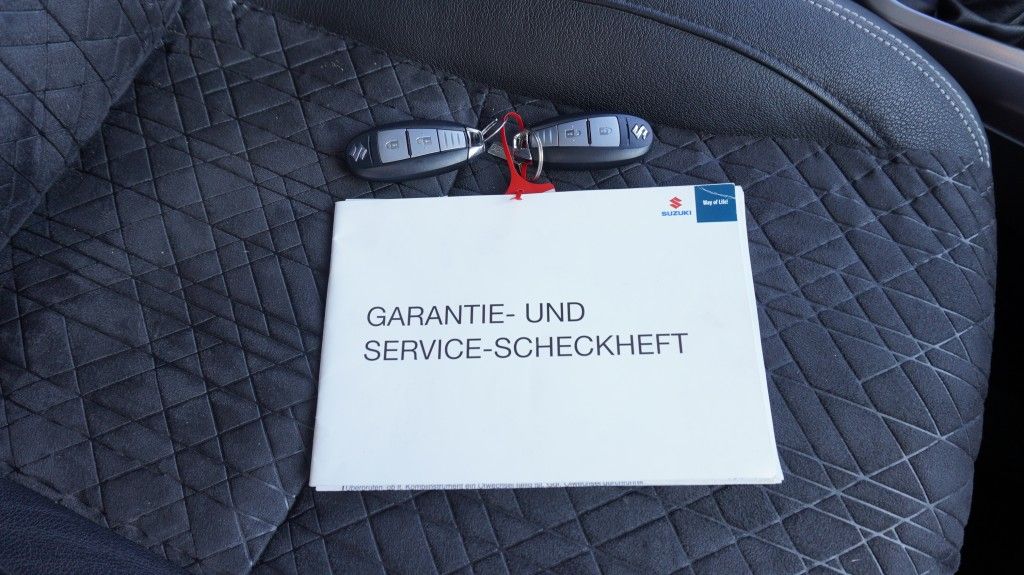 SUZUKI
Way of Life!
GARANTIE- UND
SERVICE-SCHECKHEFT